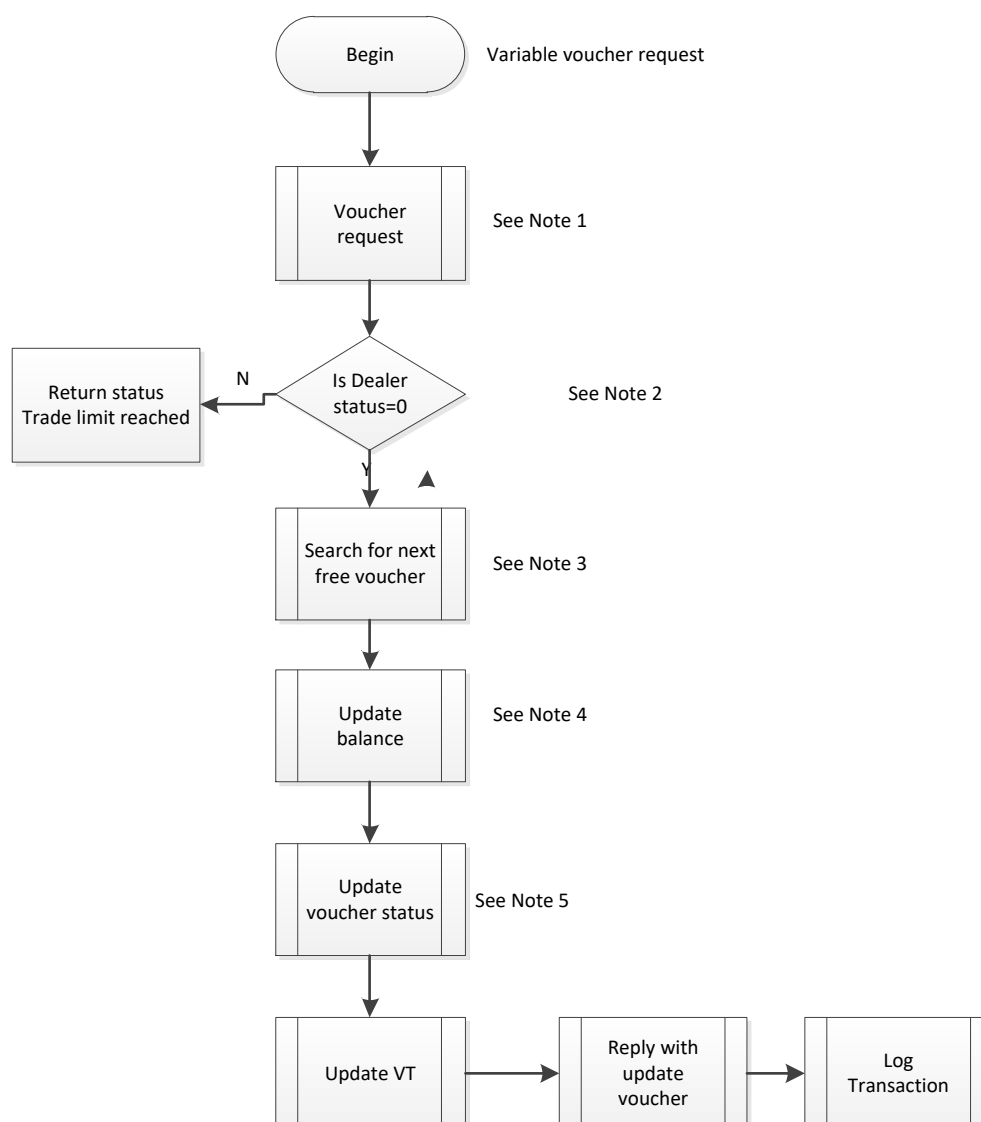 Begin
Variable voucher request
Voucher
request
See Note 1
Return status
Trade limit reached
N
Is Dealer
status=0
See Note 2
Y
Search for next
free voucher
See Note 3
Update
balance
See Note 4
Update
voucher status
See Note 5
Update VT
Reply with
update
voucher
Log
Transaction